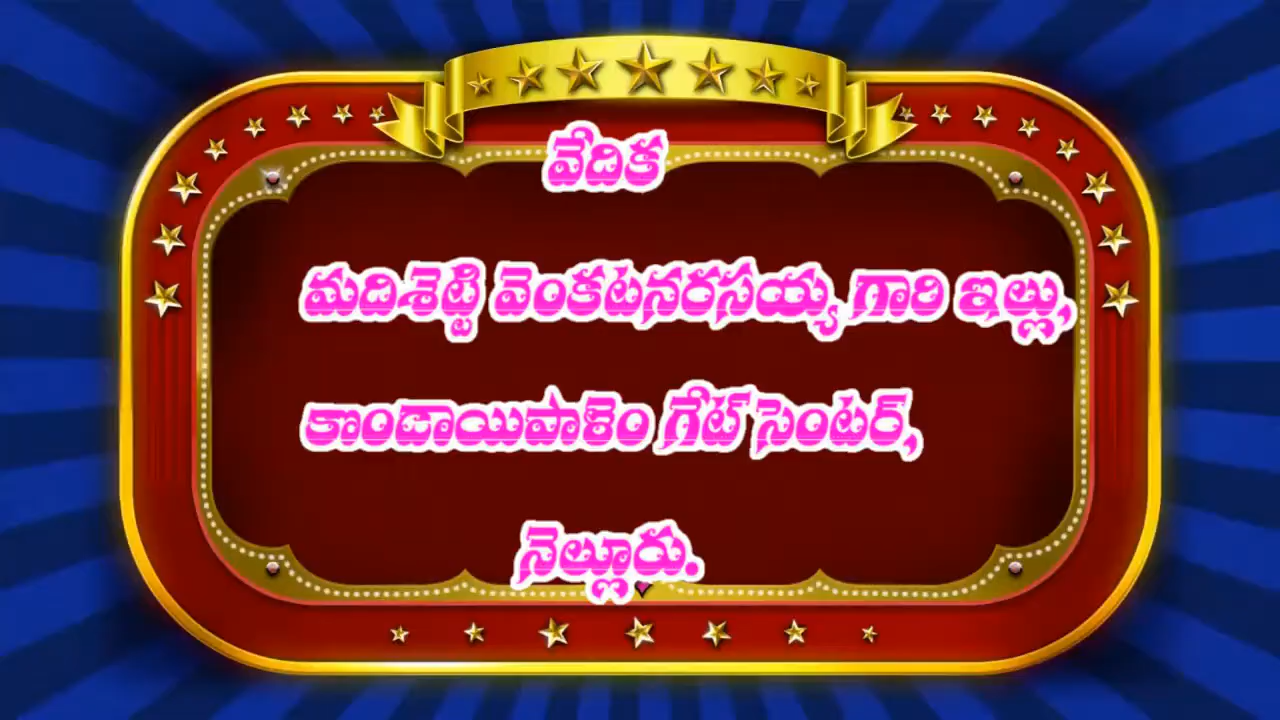 వేదిక
మదిశెట్టి వెంకటనరసయ్య గారి ఇల్లు,
కొండాయిపాళెం గేట్ సెంటర్,
నెల్లూరు.